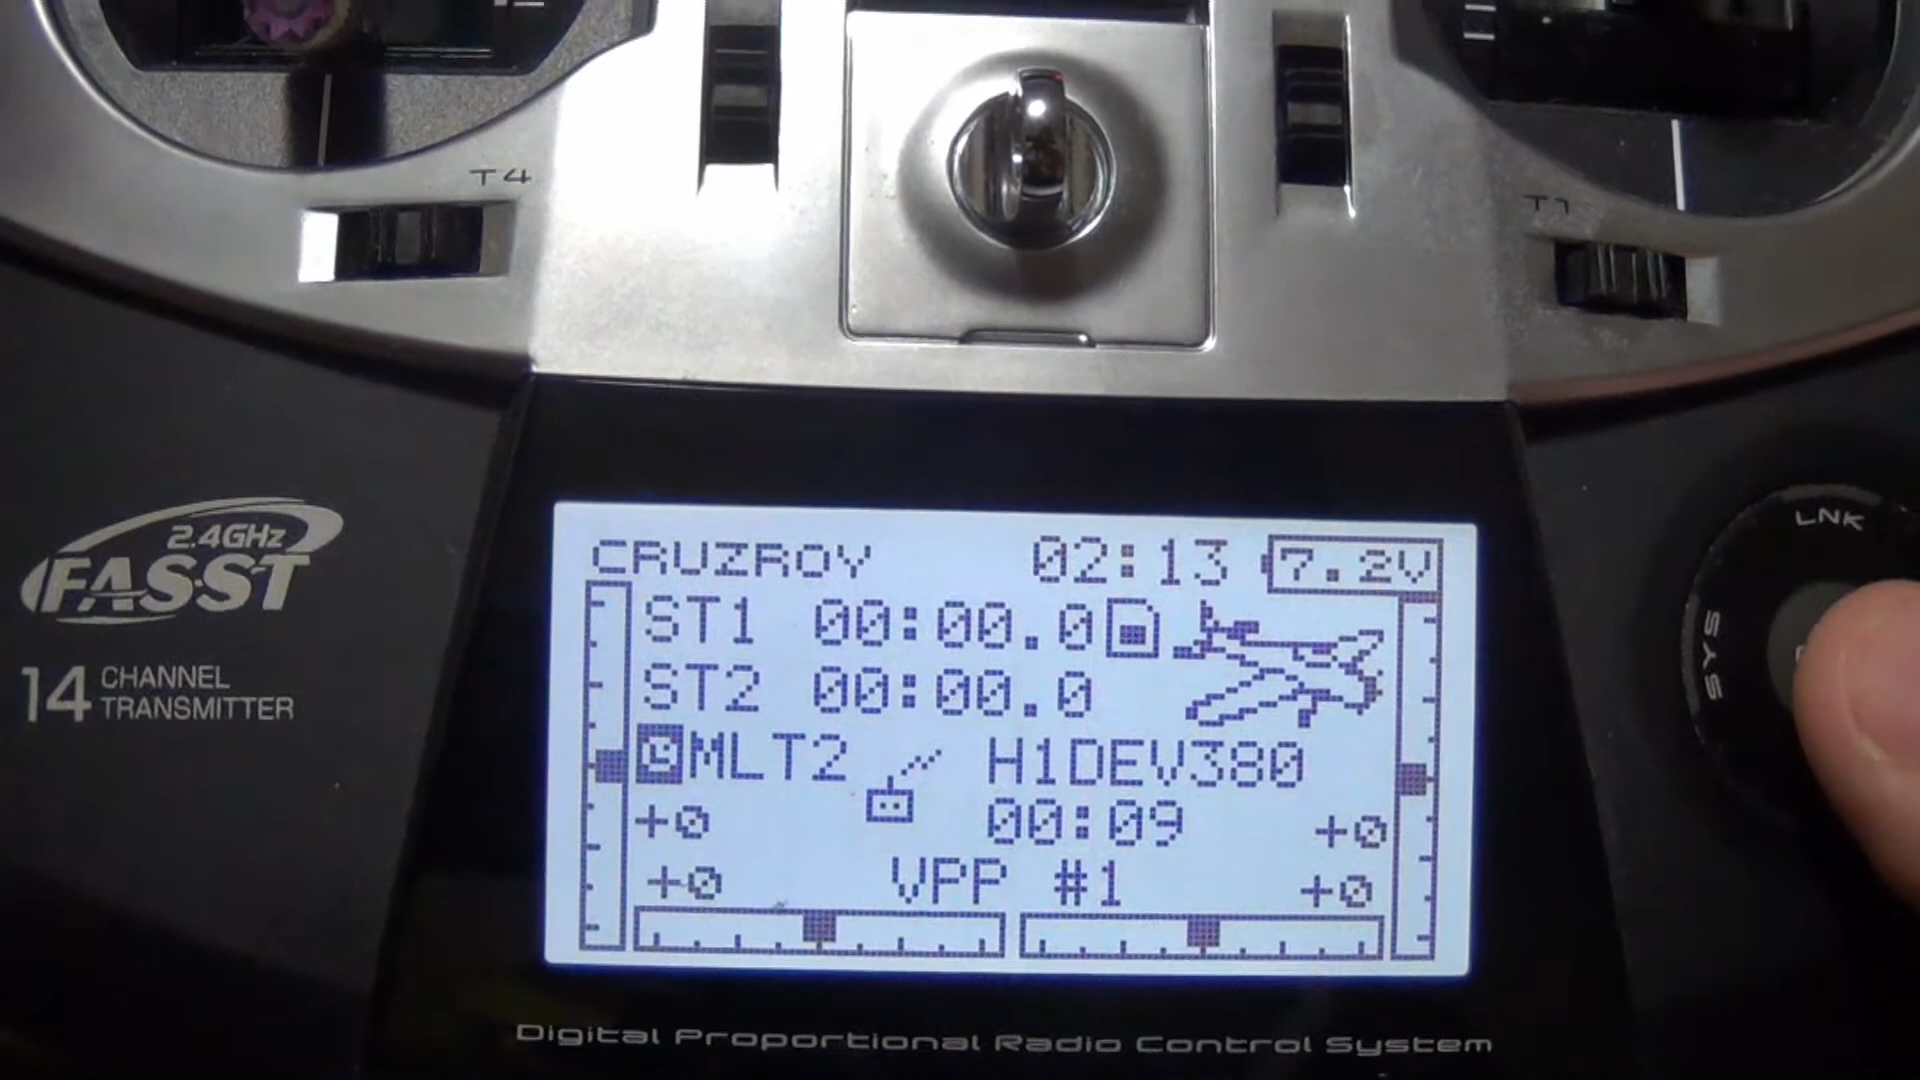 T4
T1
2.4GHz
FASST
14 CHANNEL
TRANSMITTER
LNK
SYS
CRUZROY 02:13 7.2V
ST1 00:00.0
ST2 00:00.0
MLT2 H1DEV380
+0 00:09 +0
+0 VPP #1 +0
Digital Proportional Radio Control System